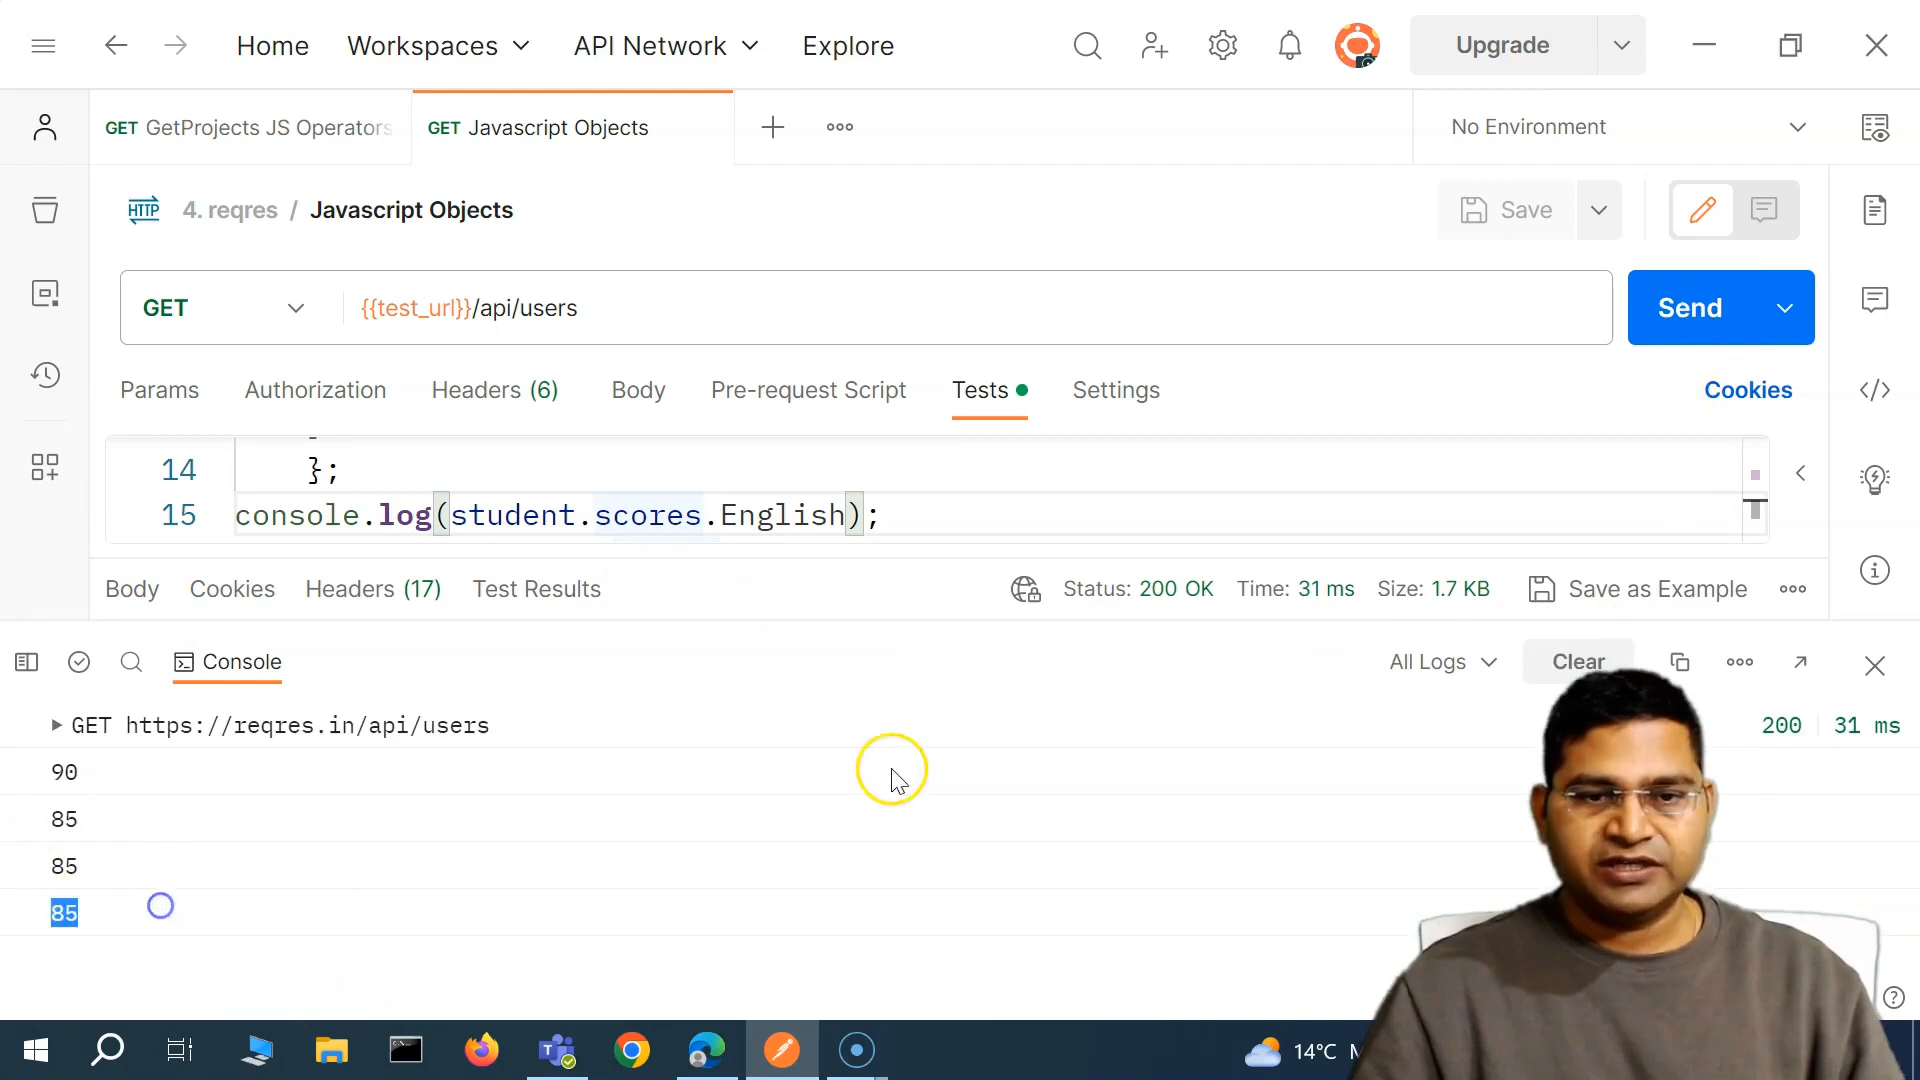 Home Workspaces API Network Explore Upgrade
GET GetProjects JS Operators GET Javascript Objects No Environment
HTTP 4. reqres / Javascript Objects Save
GET {{test_url}}/api/users Send
Params Authorization Headers (6) Body Pre-request Script Tests Settings Cookies
14 };
15 console.log(student.scores.English);
Body Cookies Headers (17) Test Results Status: 200 OK Time: 31 ms Size: 1.7 KB Save as Example
Console All Logs Clear
GET https://reqres.in/api/users 200 31 ms
90
85
85
85
14°C